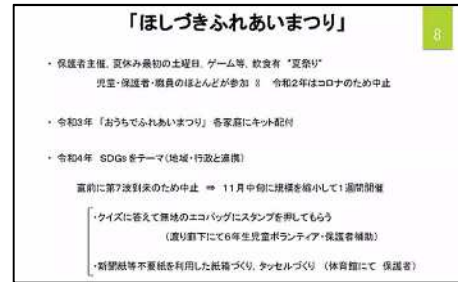 「ほしづきふれあいまつり」
8
・ 保護者主催、夏休み最初の土曜日、ゲーム等、飲食有 "夏祭り"
児童・保護者・職員のほとんどが参加 ※ 令和2年はコロナのため中止
・ 令和3年 「おうちでふれあいまつり」 各家庭にキット配付
・ 令和4年 SDGsをテーマ(地域・行政と連携)
直前に第7波到来のため中止 ⇒ 11月中旬に規模を縮小して1週間開催
・クイズに答えて無地のエコバッグにスタンプを押してもらう
(渡り廊下にて6年生児童ボランティア・保護者補助)
・新聞紙等不要紙を利用した紙箱づくり、タッセルづくり (体育館にて 保護者)